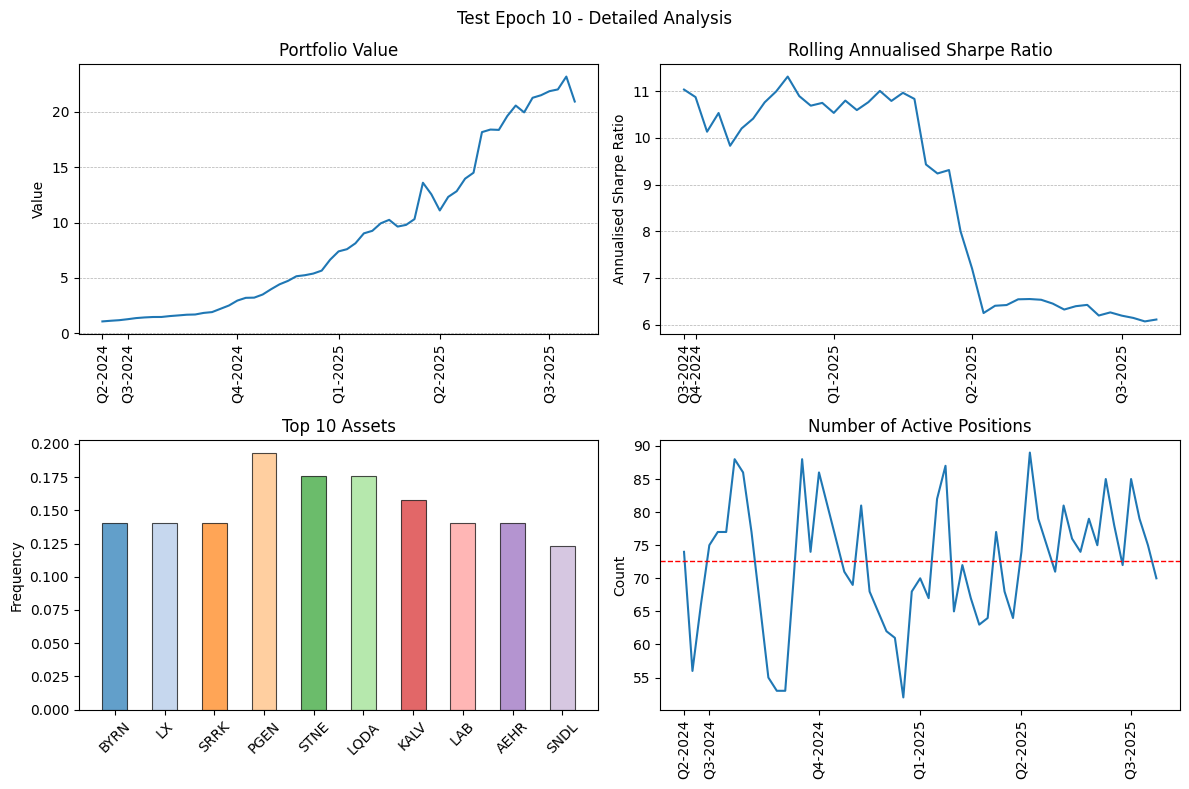 Test Epoch 10 - Detailed Analysis
Portfolio Value
Value
20
15
10
5
0
Q2-2024
Q3-2024
Q4-2024
Q1-2025
Q2-2025
Q3-2025
Rolling Annualised Sharpe Ratio
Annualised Sharpe Ratio
11
10
9
8
7
6
Q3-2024
Q4-2024
Q1-2025
Q2-2025
Q3-2025
Top 10 Assets
Frequency
0.200
0.175
0.150
0.125
0.100
0.075
0.050
0.025
0.000
BYRN
LX
SRRK
PGEN
STNE
LQDA
KALV
LAB
AEHR
SNDL
Number of Active Positions
Count
90
85
80
75
70
65
60
55
Q2-2024
Q3-2024
Q4-2024
Q1-2025
Q2-2025
Q3-2025